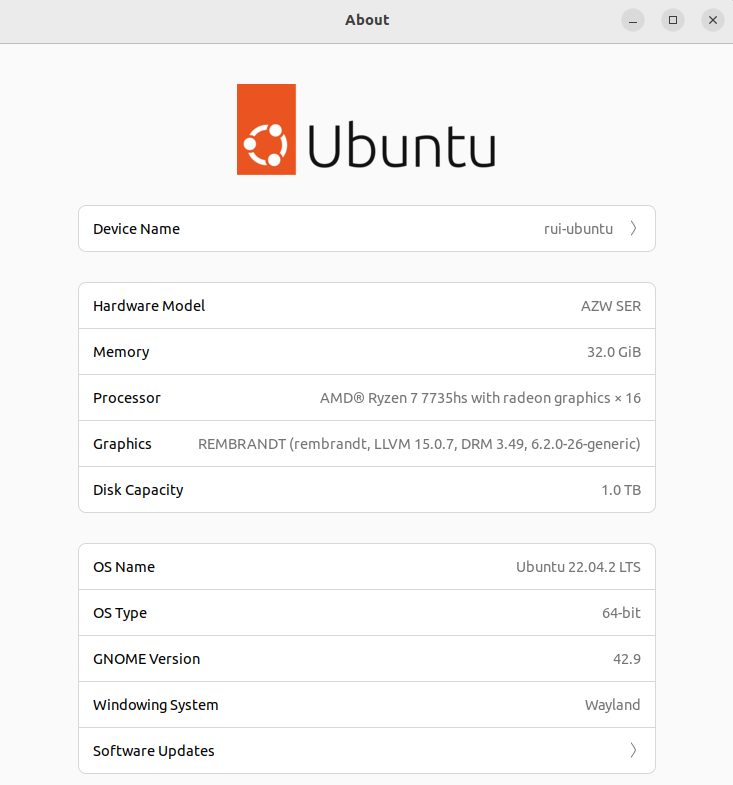 About
Ubuntu
Device Name rui-ubuntu
Hardware Model AZW SER
Memory 32.0 GiB
Processor AMD® Ryzen 7 7735hs with radeon graphics × 16
Graphics REMBRANDT (rembrandt, LLVM 15.0.7, DRM 3.49, 6.2.0-26-generic)
Disk Capacity 1.0 TB
OS Name Ubuntu 22.04.2 LTS
OS Type 64-bit
GNOME Version 42.9
Windowing System Wayland
Software Updates